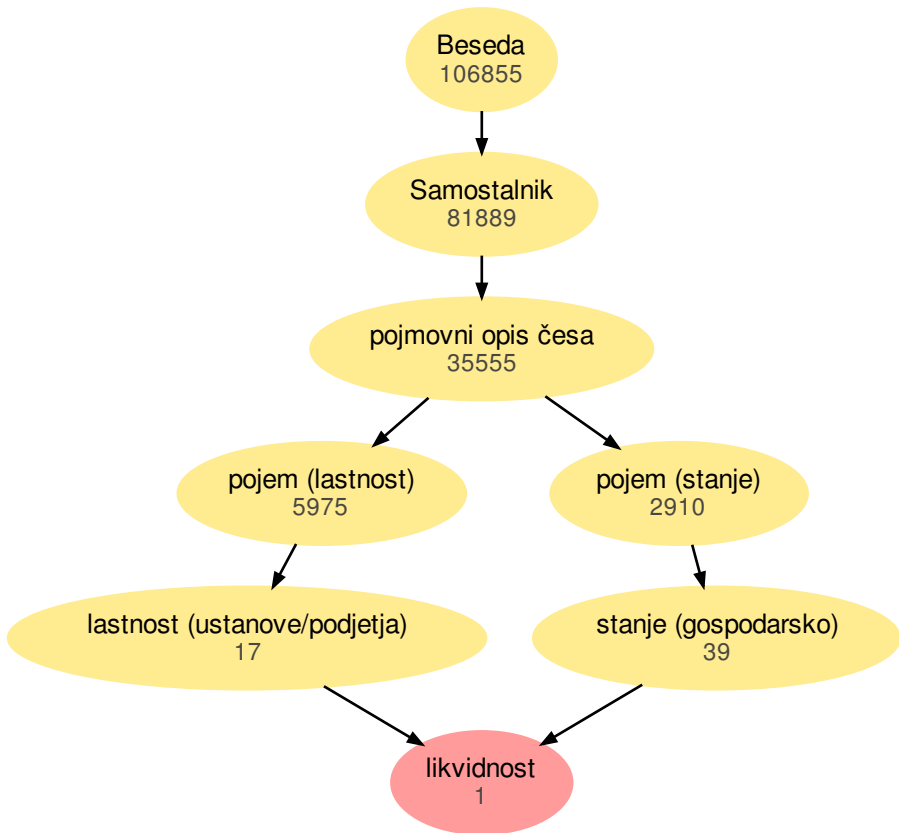 Beseda
106855
Samostalnik
81889
pojmovni opis česa
35555
pojem (lastnost)
5975
pojem (stanje)
2910
lastnost (ustanove/podjetja)
17
stanje (gospodarsko)
39
likvidnost
1